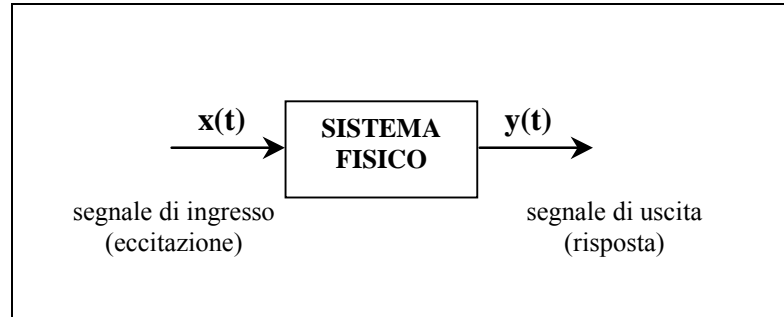 x(t)
SISTEMA
FISICO
y(t)
segnale di ingresso
(eccitazione)
segnale di uscita
(risposta)